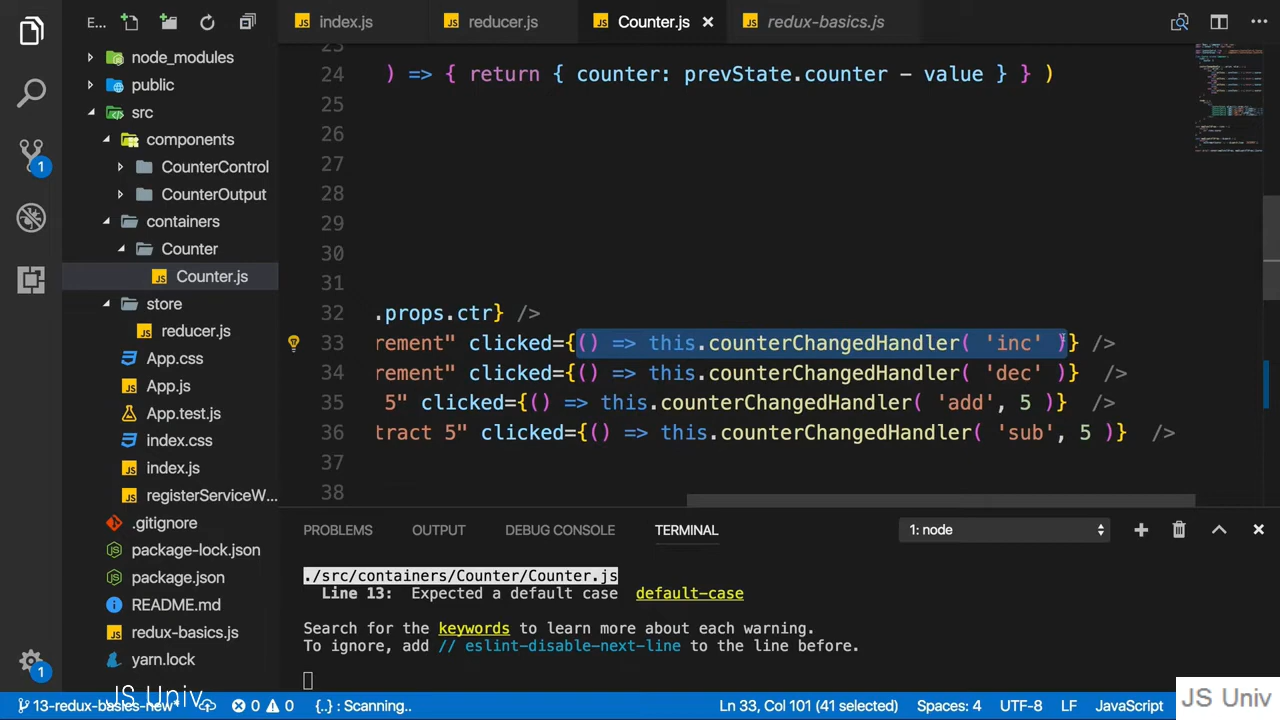 E...
index.js
reducer.js
Counter.js
redux-basics.js
node_modules
public
src
components
CounterControl
CounterOutput
containers
Counter
Counter.js
store
reducer.js
App.css
App.js
App.test.js
index.css
index.js
registerServiceW...
.gitignore
package-lock.json
package.json
README.md
redux-basics.js
yarn.lock
23
24 ) => { return { counter: prevState.counter - value } } )
25
26
27
28
29
30
31
32 .props.ctr} />
33 rement" clicked={() => this.counterChangedHandler( 'inc' )} />
34 rement" clicked={() => this.counterChangedHandler( 'dec' )}  />
35 5" clicked={() => this.counterChangedHandler( 'add', 5 )}  />
36 tract 5" clicked={() => this.counterChangedHandler( 'sub', 5 )}  />
37
38
PROBLEMS OUTPUT DEBUG CONSOLE TERMINAL 1: node
./src/containers/Counter/Counter.js
Line 13:  Expected a default case  default-case
Search for the keywords to learn more about each warning.
To ignore, add // eslint-disable-next-line to the line before.
1
1
JS Univ
13-redux-basics-new* 0 0 {..} : Scanning.. Ln 33, Col 101 (41 selected) Spaces: 4 UTF-8 LF JavaScript
JS Univ